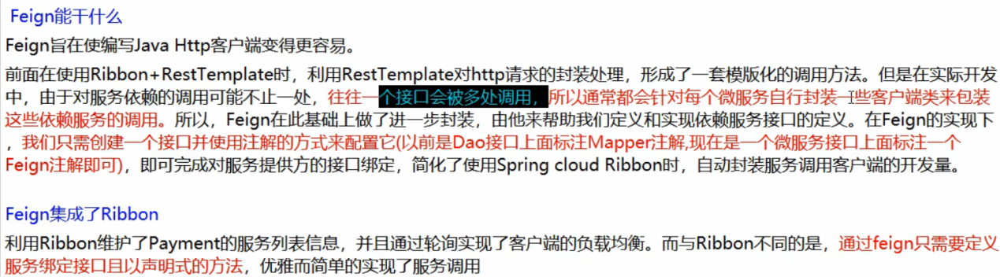 Feign能干什么
Feign旨在使编写Java Http客户端变得更容易。
前面在使用Ribbon+RestTemplate时，利用RestTemplate对http请求的封装处理，形成了一套模版化的调用方法。但是在实际开发
中，由于对服务依赖的调用可能不止一处，往往一个接口会被多处调用，所以通常都会针对每个微服务自行封装一些客户端类来包装
这些依赖服务的调用。所以，Feign在此基础上做了进一步封装，由他来帮助我们定义和实现依赖服务接口的定义。在Feign的实现下
，我们只需创建一个接口并使用注解的方式来配置它(以前是Dao接口上面标注Mapper注解,现在是一个微服务接口上面标注一个
Feign注解即可)，即可完成对服务提供方的接口绑定，简化了使用Spring cloud Ribbon时，自动封装服务调用客户端的开发量。
Feign集成了Ribbon
利用Ribbon维护了Payment的服务列表信息，并且通过轮询实现了客户端的负载均衡。而与Ribbon不同的是，通过feign只需要定义
服务绑定接口且以声明式的方法，优雅而简单的实现了服务调用